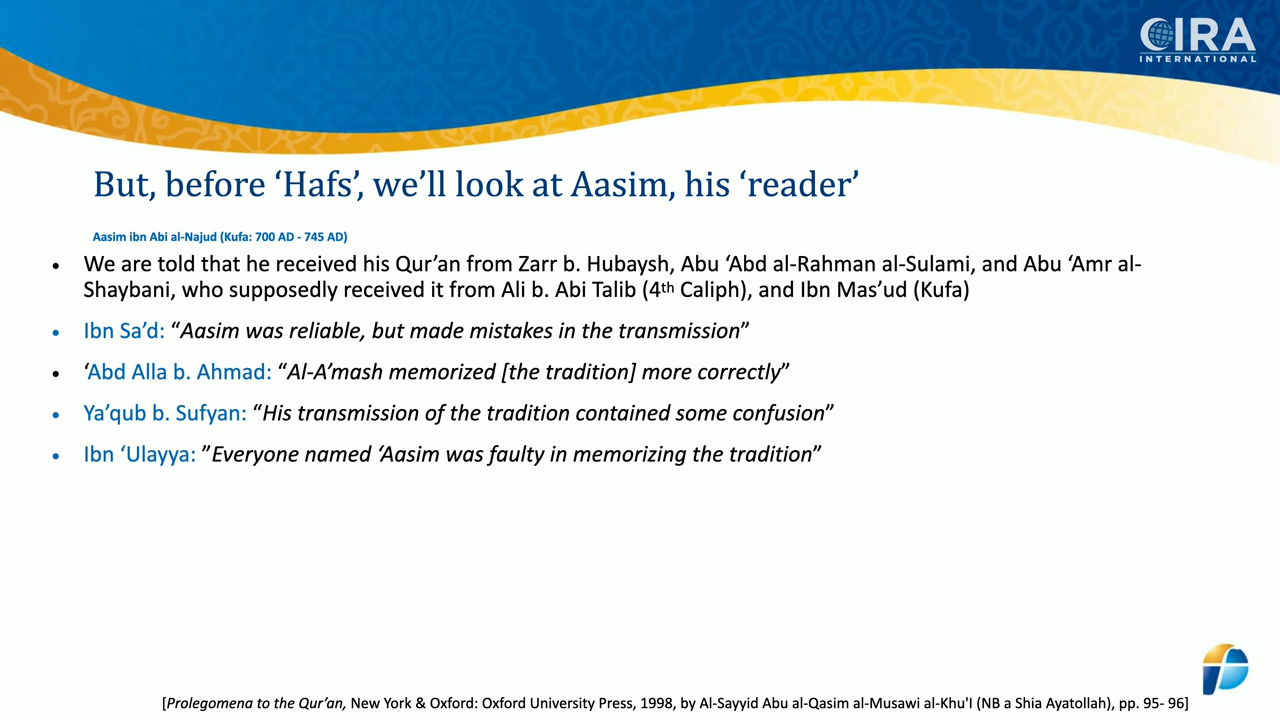 CIRA
INTERNATIONAL
But, before ‘Hafs’, we’ll look at Aasim, his ‘reader’
Aasim ibn Abi al-Najud (Kufa: 700 AD - 745 AD)
• We are told that he received his Qur’an from Zarr b. Hubaysh, Abu ‘Abd al-Rahman al-Sulami, and Abu ‘Amr al-
Shaybani, who supposedly received it from Ali b. Abi Talib (4th Caliph), and Ibn Mas’ud (Kufa)
• Ibn Sa’d: “Aasim was reliable, but made mistakes in the transmission”
• ‘Abd Alla b. Ahmad: “Al-A’mash memorized [the tradition] more correctly”
• Ya’qub b. Sufyan: “His transmission of the tradition contained some confusion”
• Ibn ‘Ulayya: ”Everyone named ‘Aasim was faulty in memorizing the tradition”
[Prolegomena to the Qur’an, New York & Oxford: Oxford University Press, 1998, by Al-Sayyid Abu al-Qasim al-Musawi al-Khu'I (NB a Shia Ayatollah), pp. 95- 96]